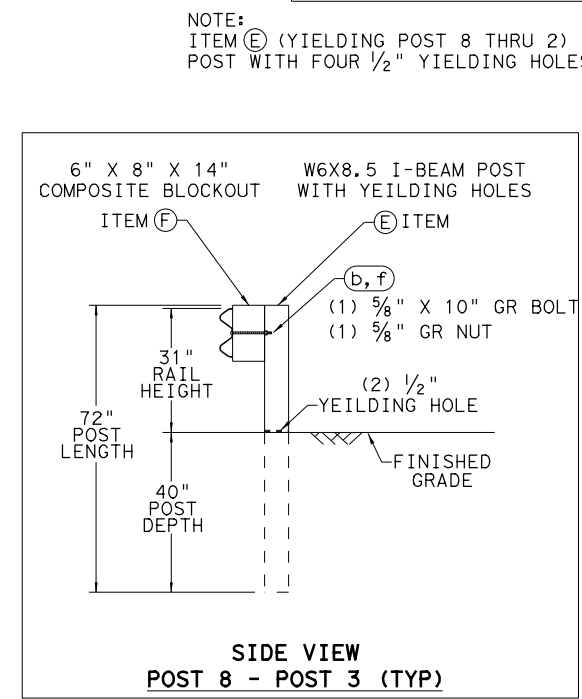 NOTE:
ITEM Ⓔ (YIELDING POST 8 THRU 2)
POST WITH FOUR 1/2" YIELDING HOLES
6" X 8" X 14"
COMPOSITE BLOCKOUT
ITEM Ⓕ
W6X8.5 I-BEAM POST
WITH YEILDING HOLES
Ⓔ ITEM
b, f
(1) 5/8" X 10" GR BOLT
(1) 5/8" GR NUT
31"
RAIL
HEIGHT
(2) 1/2"
YEILDING HOLE
72"
POST
LENGTH
FINISHED
GRADE
40"
POST
DEPTH
SIDE VIEW
POST 8 - POST 3 (TYP)